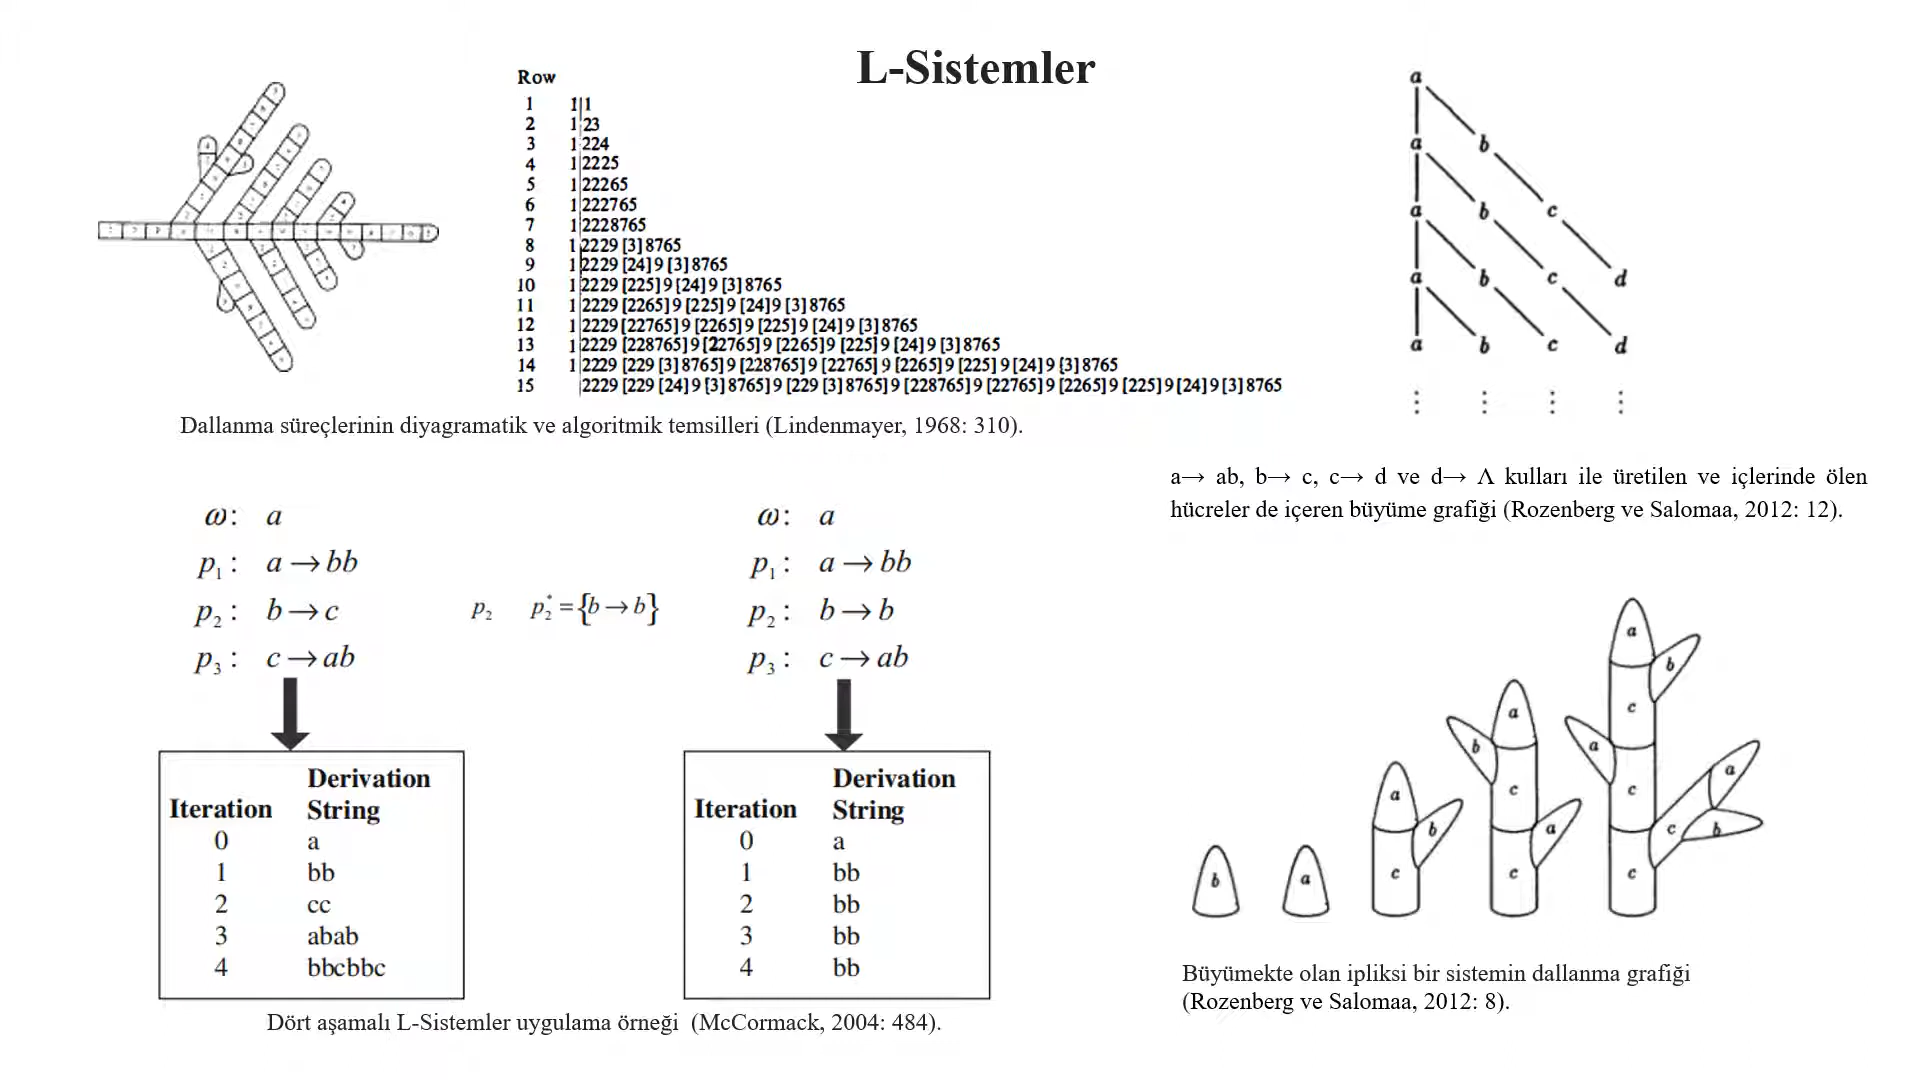 L-Sistemler
Row
1 1 1
2 1 23
3 1 224
4 1 2225
5 1 22265
6 1 222765
7 1 2228765
8 1 2229 [3] 8765
9 1 2229 [24] 9 [3] 8765
10 1 2229 [225] 9 [24] 9 [3] 8765
11 1 2229 [2265] 9 [225] 9 [24] 9 [3] 8765
12 1 2229 [22765] 9 [2265] 9 [225] 9 [24] 9 [3] 8765
13 1 2229 [228765] 9 [22765] 9 [2265] 9 [225] 9 [24] 9 [3] 8765
14 1 2229 [229 [3] 8765] 9 [228765] 9 [22765] 9 [2265] 9 [225] 9 [24] 9 [3] 8765
15 2229 [229 [24] 9 [3] 8765] 9 [229 [3] 8765] 9 [228765] 9 [22765] 9 [2265] 9 [225] 9 [24] 9 [3] 8765
Dallanma süreçlerinin diyagramatik ve algoritmik temsilleri (Lindenmayer, 1968: 310).
a
a b
a b c
a b c d
a b c d
⋮ ⋮ ⋮ ⋮
a→ ab, b→ c, c→ d ve d→ Λ kulları ile üretilen ve içlerinde ölen
hücreler de içeren büyüme grafiği (Rozenberg ve Salomaa, 2012: 12).
ω: a
p₁: a → bb
p₂: b → c
p₃: c → ab
p₂ p₂* = {b → b}
ω: a
p₁: a → bb
p₂: b → b
p₃: c → ab
Derivation
Iteration String
0 a
1 bb
2 cc
3 abab
4 bbcbbc
Derivation
Iteration String
0 a
1 bb
2 bb
3 bb
4 bb
Dört aşamalı L-Sistemler uygulama örneği (McCormack, 2004: 484).
b
a
a
b
c
a
b
c
a
c
a
b
c
a
c
a
c
b
c
Büyümekte olan ipliksi bir sistemin dallanma grafiği
(Rozenberg ve Salomaa, 2012: 8).